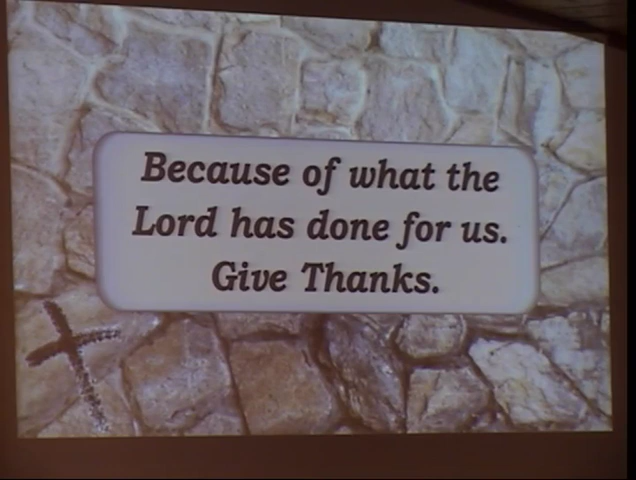 Because of what the
Lord has done for us.
Give Thanks.